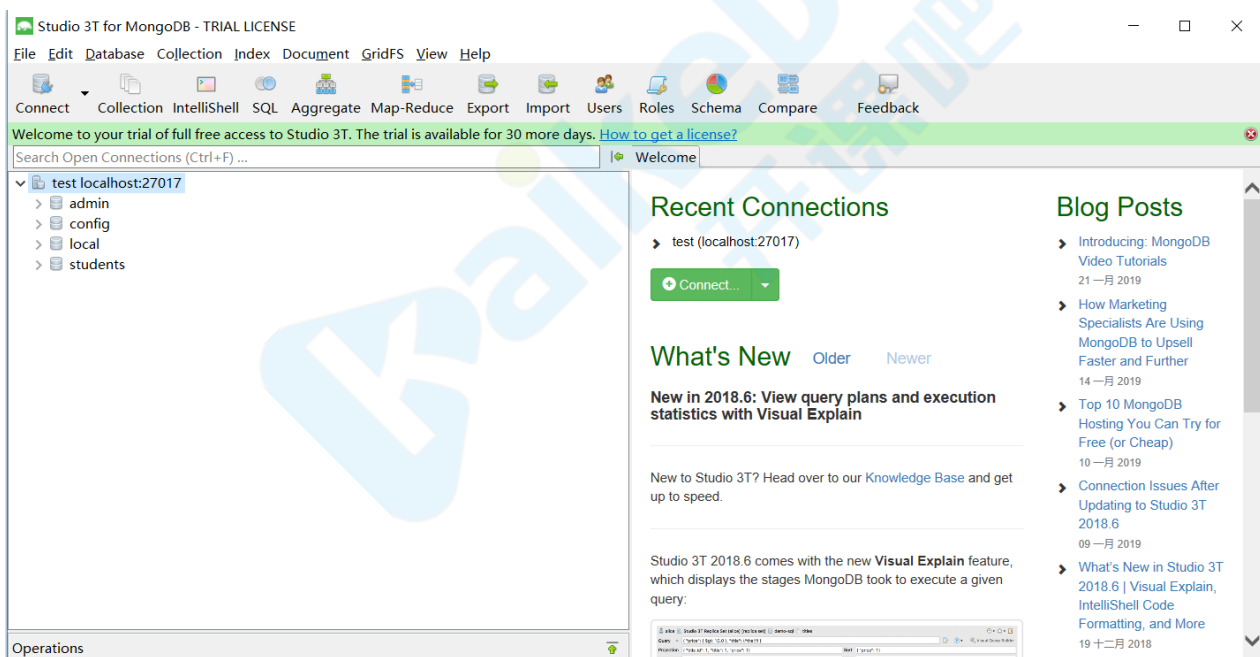 Studio 3T for MongoDB - TRIAL LICENSE
File Edit Database Collection Index Document GridFS View Help
Connect Collection IntelliShell SQL Aggregate Map-Reduce Export Import Users Roles Schema Compare Feedback
Welcome to your trial of full free access to Studio 3T. The trial is available for 30 more days. How to get a license?
Search Open Connections (Ctrl+F) ...
Welcome
test localhost:27017
admin
config
local
students
Operations
Recent Connections
test (localhost:27017)
Connect...
What's New Older Newer
New in 2018.6: View query plans and execution
statistics with Visual Explain
New to Studio 3T? Head over to our Knowledge Base and get
up to speed.
Studio 3T 2018.6 comes with the new Visual Explain feature,
which displays the stages MongoDB took to execute a given
query:
Blog Posts
Introducing: MongoDB
Video Tutorials
21 一月 2019
How Marketing
Specialists Are Using
MongoDB to Upsell
Faster and Further
14 一月 2019
Top 10 MongoDB
Hosting You Can Try for
Free (or Cheap)
10 一月 2019
Connection Issues After
Updating to Studio 3T
2018.6
09 一月 2019
What's New in Studio 3T
2018.6 | Visual Explain,
IntelliShell Code
Formatting, and More
19 十二月 2018